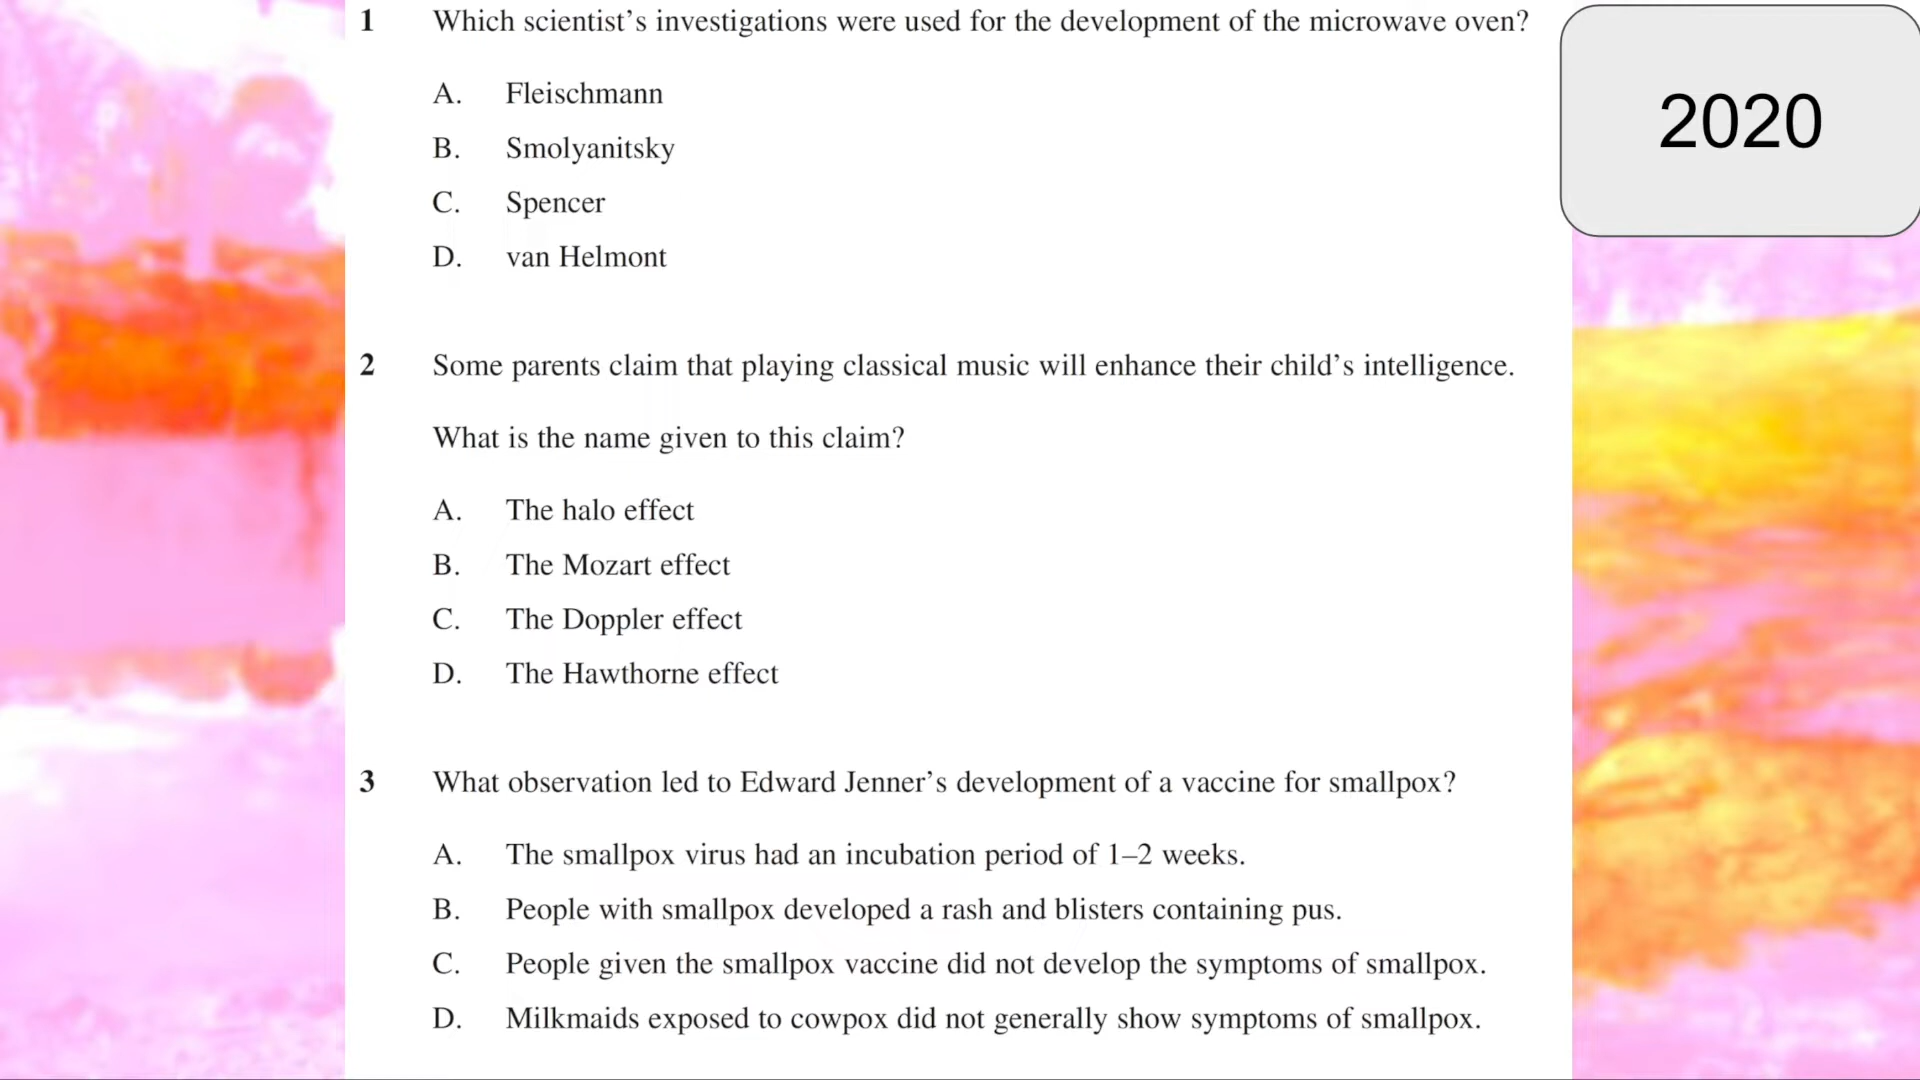 1 Which scientist’s investigations were used for the development of the microwave oven?
A. Fleischmann
B. Smolyanitsky
C. Spencer
D. van Helmont
2020
2 Some parents claim that playing classical music will enhance their child’s intelligence.
What is the name given to this claim?
A. The halo effect
B. The Mozart effect
C. The Doppler effect
D. The Hawthorne effect
3 What observation led to Edward Jenner’s development of a vaccine for smallpox?
A. The smallpox virus had an incubation period of 1–2 weeks.
B. People with smallpox developed a rash and blisters containing pus.
C. People given the smallpox vaccine did not develop the symptoms of smallpox.
D. Milkmaids exposed to cowpox did not generally show symptoms of smallpox.